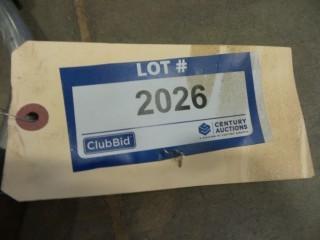 LOT #
2026
ClubBid
CENTURY
AUCTIONS